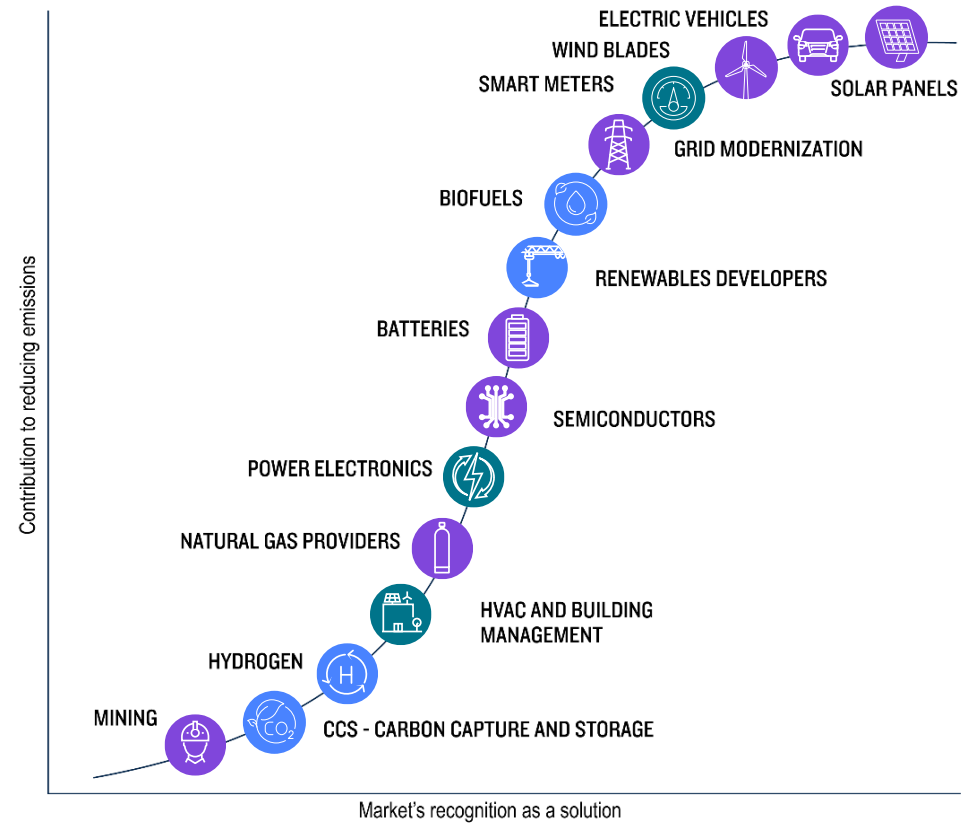 ELECTRIC VEHICLES
WIND BLADES
SMART METERS
SOLAR PANELS
GRID MODERNIZATION
BIOFUELS
RENEWABLES DEVELOPERS
BATTERIES
SEMICONDUCTORS
POWER ELECTRONICS
NATURAL GAS PROVIDERS
HVAC AND BUILDING
MANAGEMENT
HYDROGEN
H
MINING
CO₂
CCS - CARBON CAPTURE AND STORAGE
Contribution to reducing emissions
Market's recognition as a solution